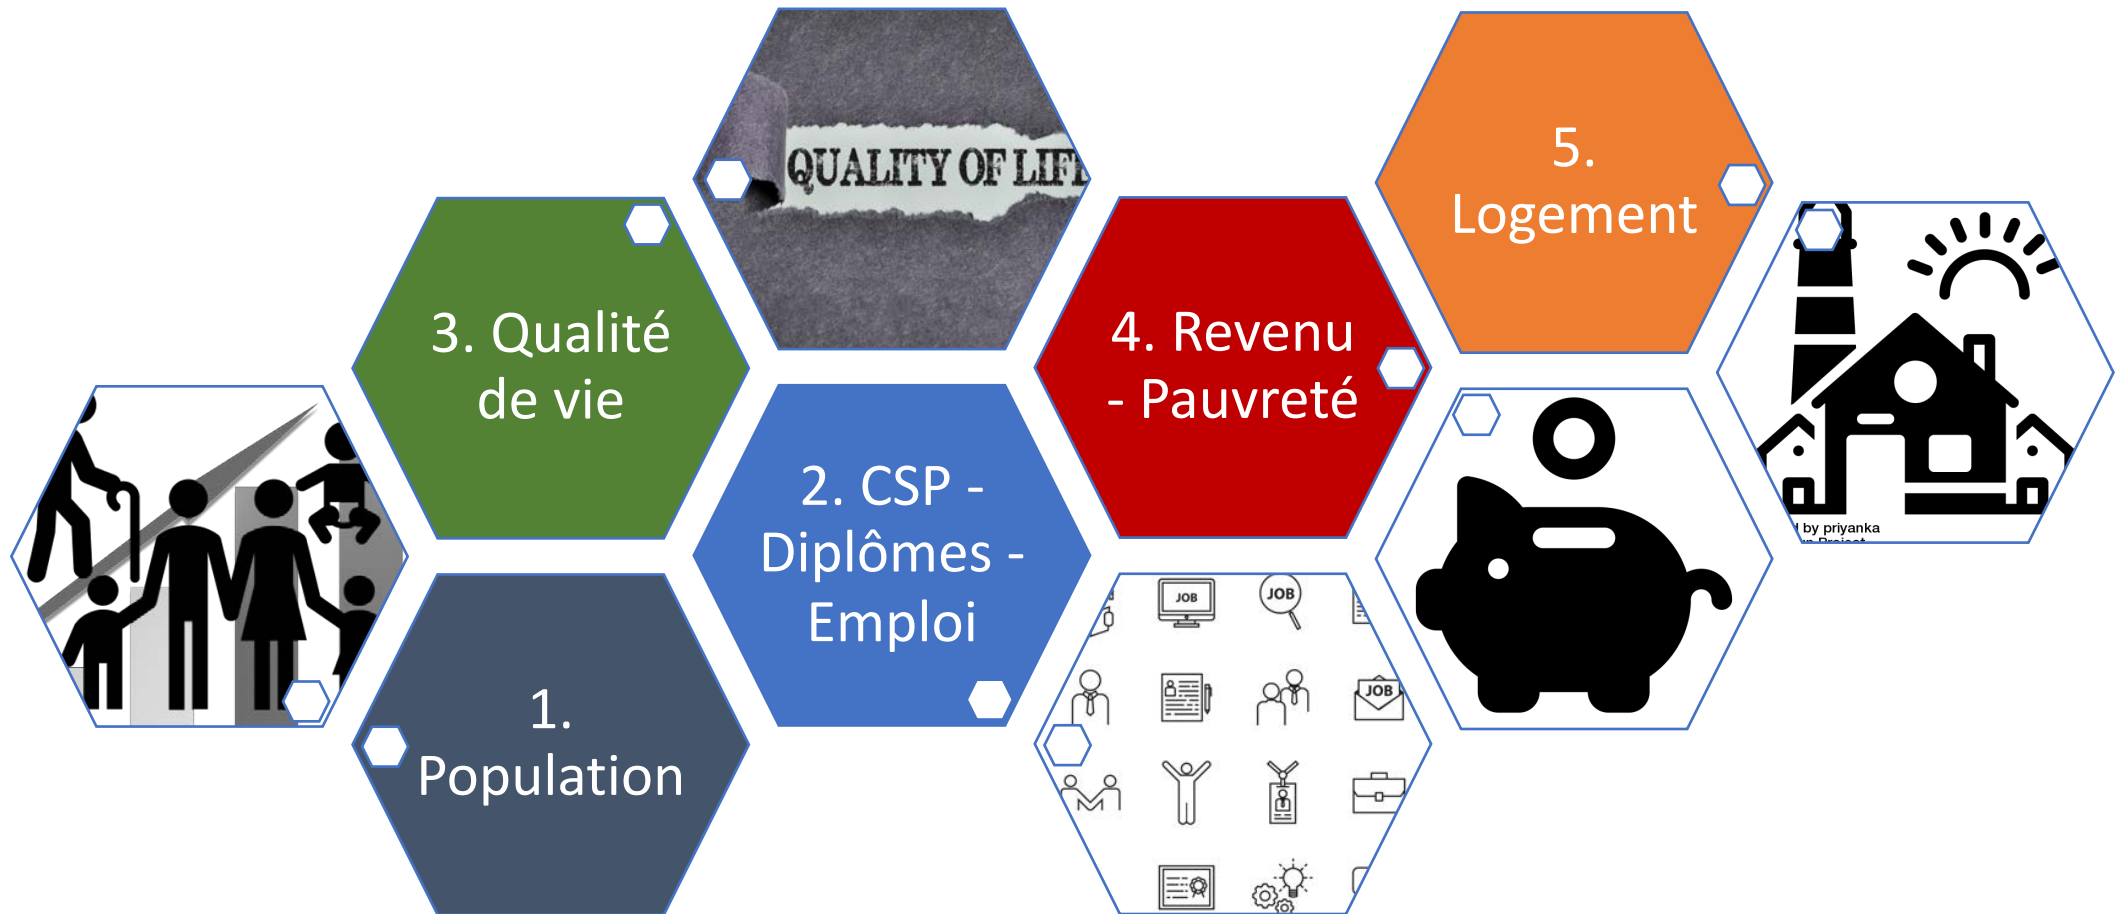 QUALITY OF LIF
5.
Logement
3. Qualité
de vie
4. Revenu
- Pauvreté
2. CSP -
Diplômes -
Emploi
by priyanka
JOB
JOB
JOB
1.
Population